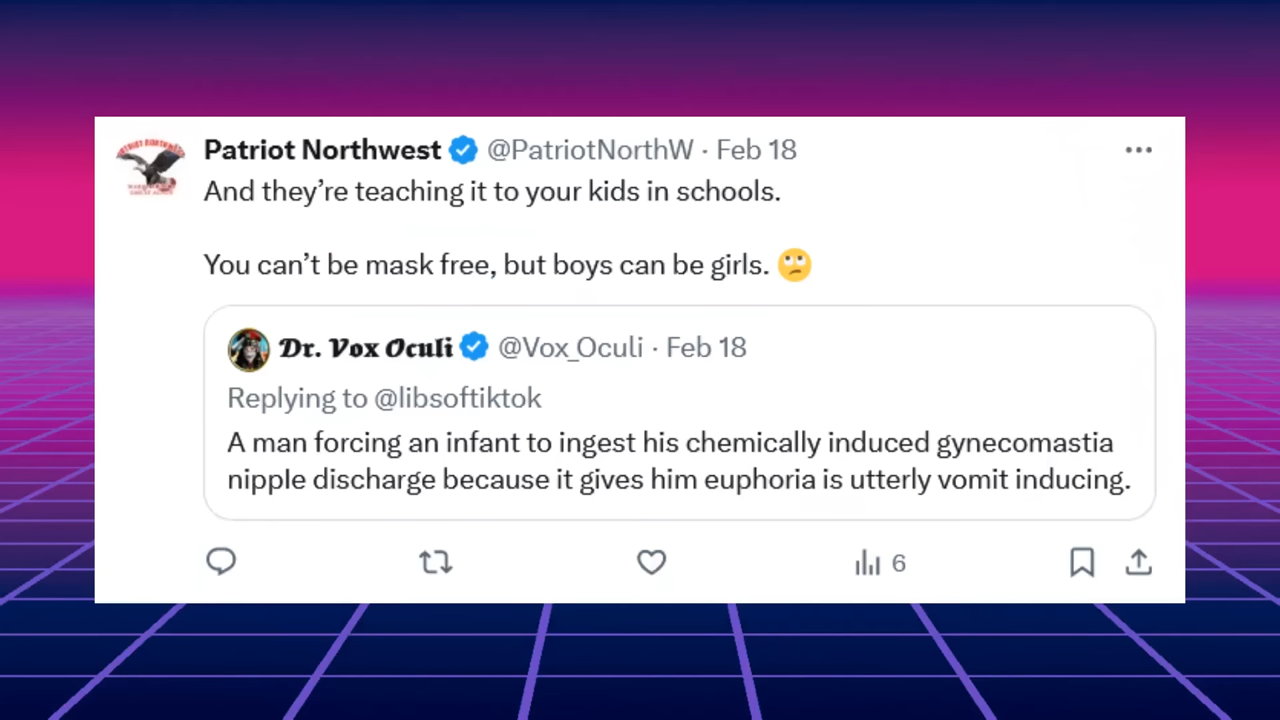 Patriot Northwest @PatriotNorthW · Feb 18
And they’re teaching it to your kids in schools.
You can’t be mask free, but boys can be girls. 🙄
Dr. Vox Oculi @Vox_Oculi · Feb 18
Replying to @libsoftiktok
A man forcing an infant to ingest his chemically induced gynecomastia
nipple discharge because it gives him euphoria is utterly vomit inducing.
6